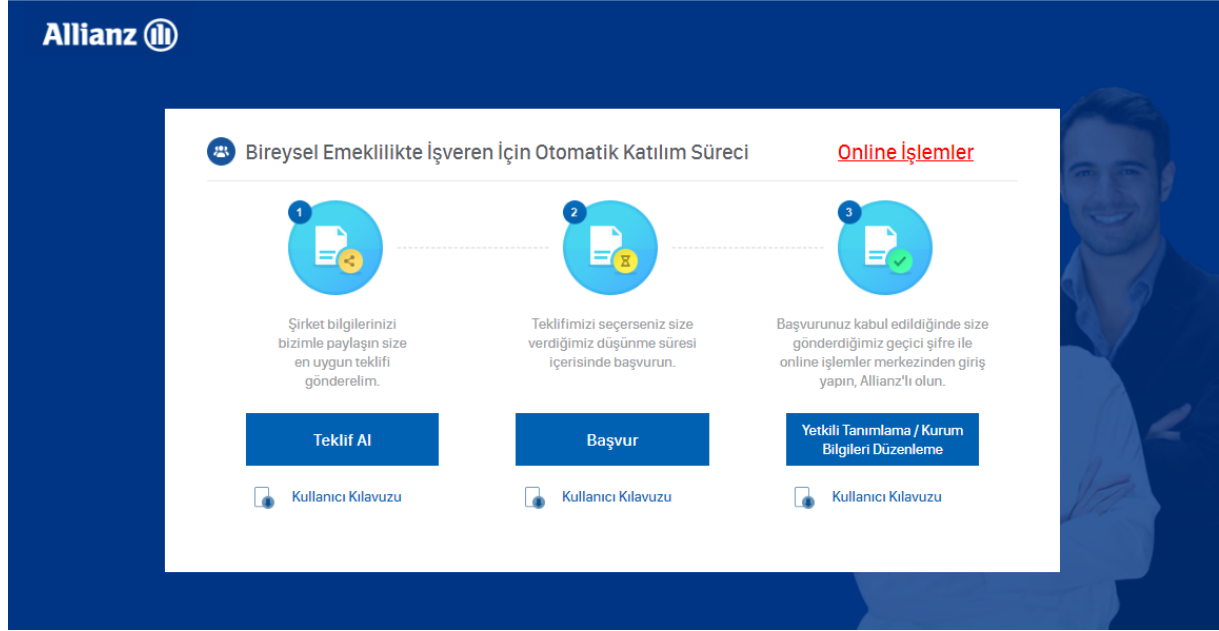 Allianz
Bireysel Emeklilikte İşveren İçin Otomatik Katılım Süreci
Online İşlemler
1
2
3
Şirket bilgilerinizi
bizimle paylaşın size
en uygun teklifi
gönderelim.
Teklifimizi seçerseniz size
verdiğimiz düşünme süresi
içerisinde başvurun.
Başvurunuz kabul edildiğinde size
gönderdiğimiz geçici şifre ile
online işlemler merkezinden giriş
yapın, Allianz'lı olun.
Teklif Al
Başvur
Yetkili Tanımlama / Kurum
Bilgileri Düzenleme
Kullanıcı Kılavuzu
Kullanıcı Kılavuzu
Kullanıcı Kılavuzu